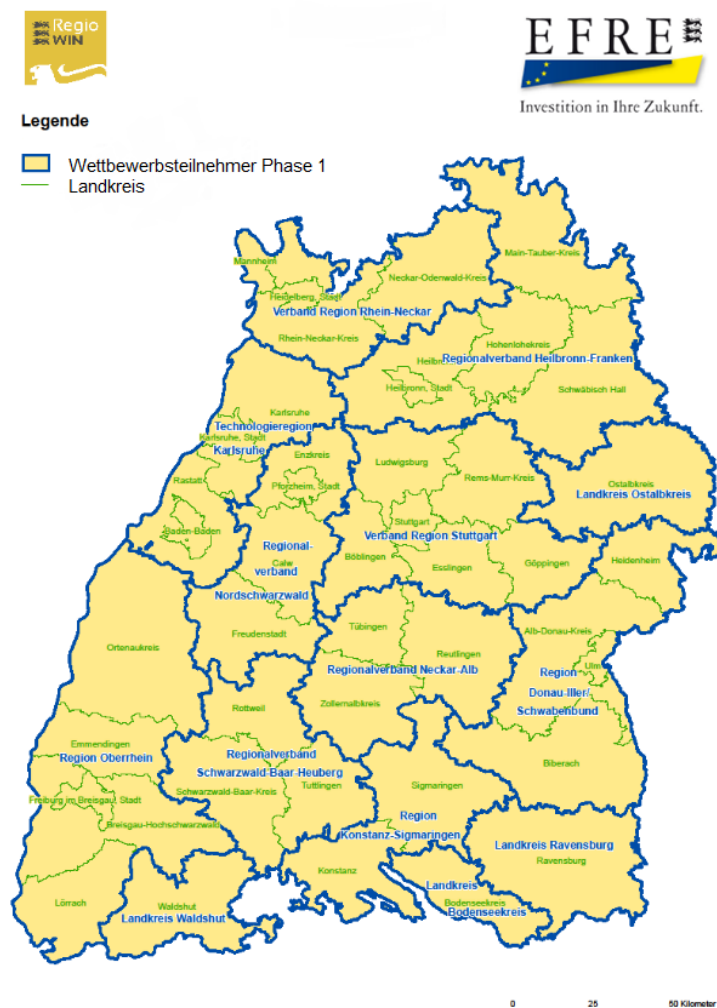 Regio
WIN
EFRE
Investition in Ihre Zukunft.
Legende
Wettbewerbsteilnehmer Phase 1
Landkreis
Main-Tauber-Kreis
Mannheim
Neckar-Odenwald-Kreis
Heidelberg, Stadt
Verband Region Rhein-Neckar
Rhein-Neckar-Kreis
Hohenlohekreis
Regionalverband Heilbronn-Franken
Heilbronn, Stadt
Schwäbisch Hall
Karlsruhe
Technologieregion
Karlsruhe, Stadt
Karlsruhe
Enzkreis
Ludwigsburg
Rems-Murr-Kreis
Rastatt
Pforzheim, Stadt
Ostalbkreis
Landkreis Ostalbkreis
Stuttgart
Baden-Baden
Verband Region Stuttgart
Regional-
verband
Calw
Böblingen
Esslingen
Göppingen
Heidenheim
Nordschwarzwald
Freudenstadt
Tübingen
Alb-Donau-Kreis
Ortenaukreis
Reutlingen
Regionalverband Neckar-Alb
Ulm
Region
Donau-Iller/
Schwabenbund
Zollernalbkreis
Rottweil
Emmendingen
Region Oberrhein
Regionalverband
Schwarzwald-Baar-Heuberg
Biberach
Schwarzwald-Baar-Kreis
Tuttlingen
Sigmaringen
Freiburg im Breisgau, Stadt
Breisgau-Hochschwarzwald
Region
Konstanz-Sigmaringen
Landkreis Ravensburg
Ravensburg
Konstanz
Landkreis
Bodenseekreis
Bodenseekreis
Lörrach
Waldshut
Landkreis Waldshut
0 25 50 Kilometer